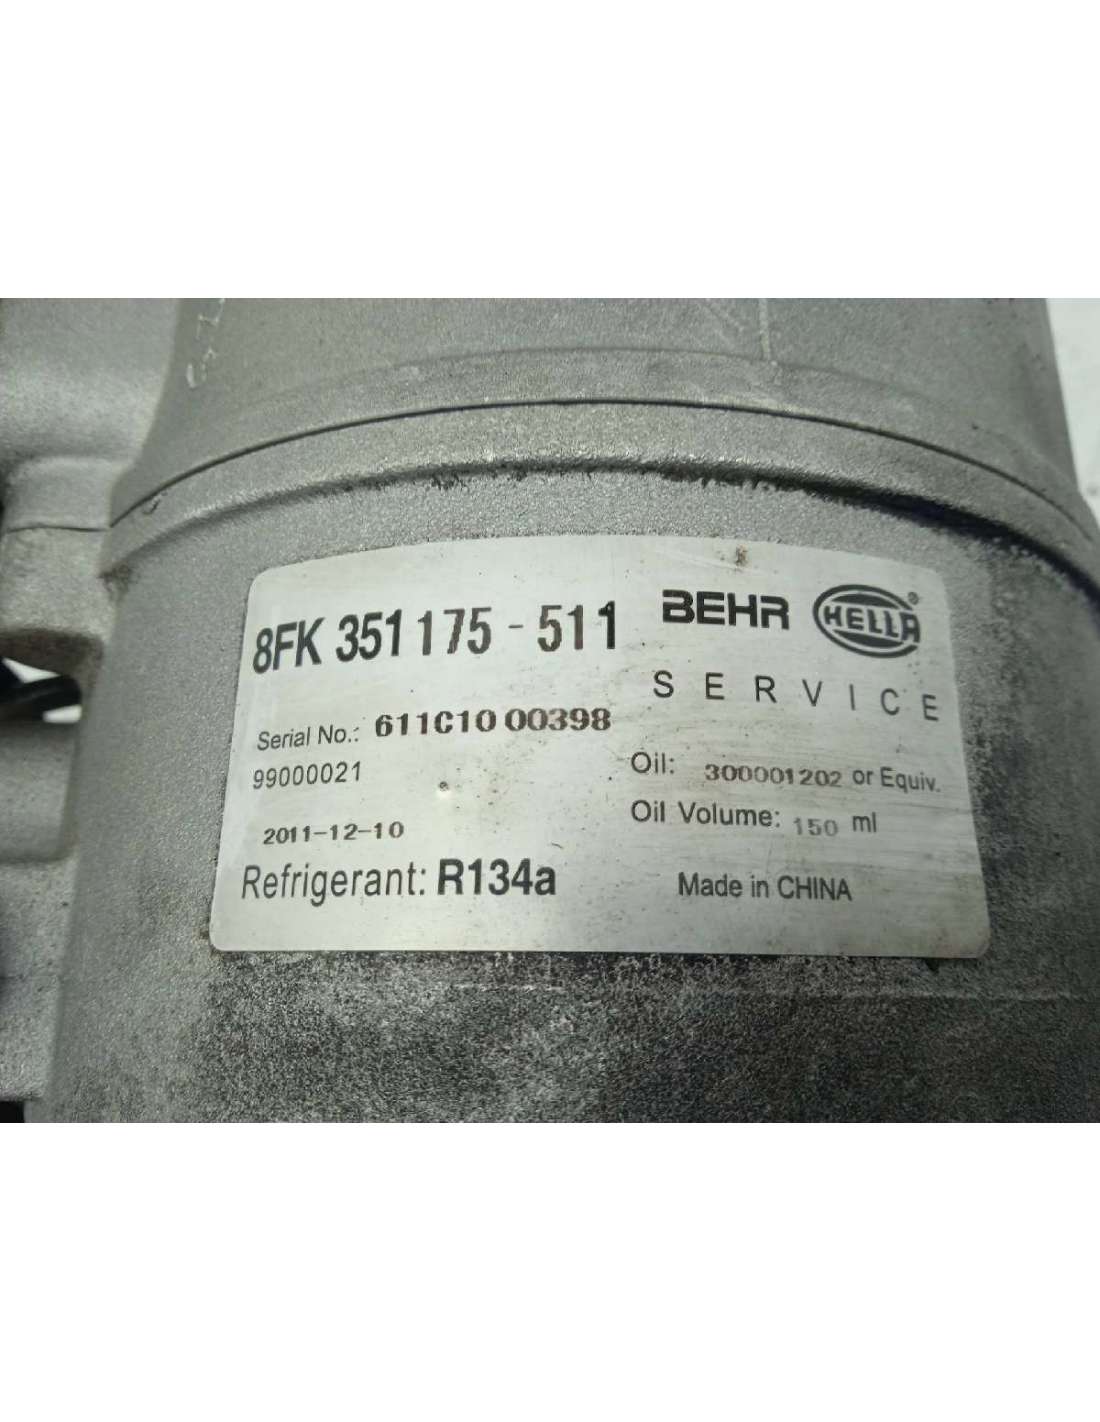 8FK 351 175 - 511
BEHR HELLA®
SERVICE
Serial No.: 611C10 00398
99000021
Oil: 300001202 or Equiv.
2011-12-10
Oil Volume: 150 ml
Refrigerant: R134a
Made in CHINA